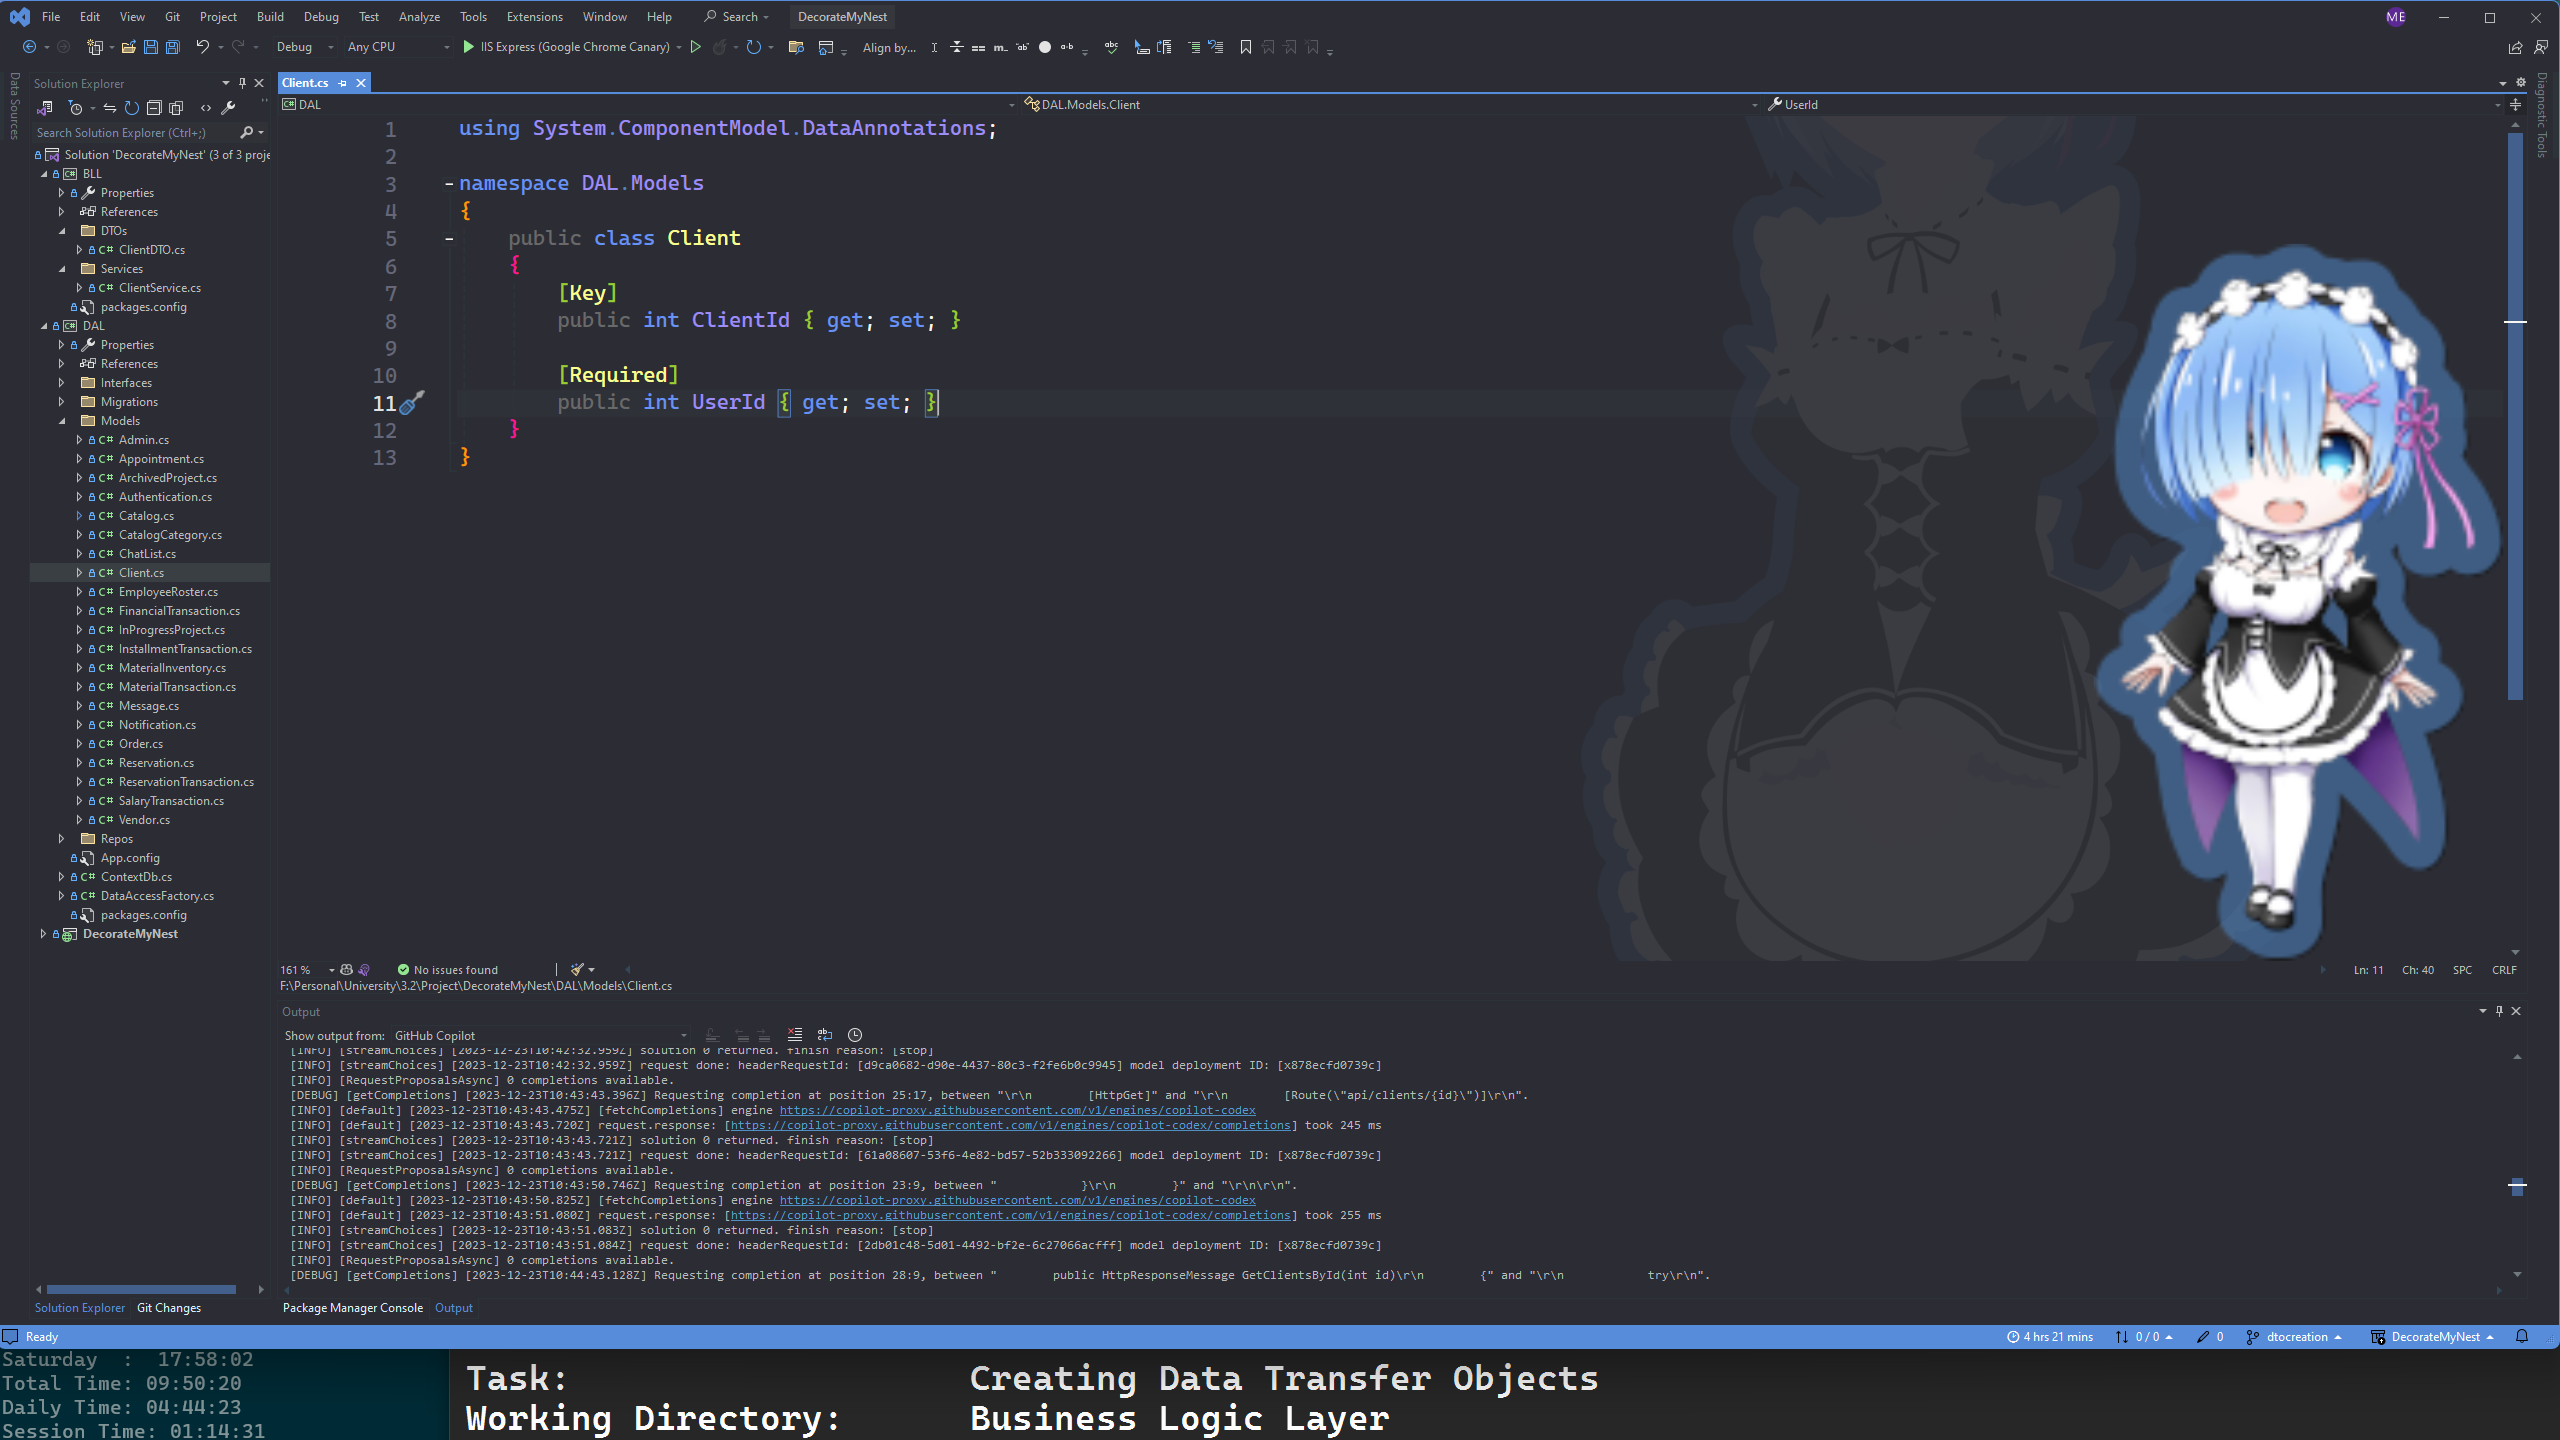 File Edit View Git Project Build Debug Test Analyze Tools Extensions Window Help Search DecorateMyNest ME
Debug Any CPU IIS Express (Google Chrome Canary) Align by...
Data Sources
Solution Explorer
Search Solution Explorer (Ctrl+;)
Solution 'DecorateMyNest' (3 of 3 proje
BLL
Properties
References
DTOs
ClientDTO.cs
Services
ClientService.cs
packages.config
DAL
Properties
References
Interfaces
Migrations
Models
Admin.cs
Appointment.cs
ArchivedProject.cs
Authentication.cs
Catalog.cs
CatalogCategory.cs
ChatList.cs
Client.cs
EmployeeRoster.cs
FinancialTransaction.cs
InProgressProject.cs
InstallmentTransaction.cs
MaterialInventory.cs
MaterialTransaction.cs
Message.cs
Notification.cs
Order.cs
Reservation.cs
ReservationTransaction.cs
SalaryTransaction.cs
Vendor.cs
Repos
App.config
ContextDb.cs
DataAccessFactory.cs
packages.config
DecorateMyNest
Solution Explorer Git Changes
Client.cs
DAL DAL.Models.Client UserId
1 using System.ComponentModel.DataAnnotations;
2
3 namespace DAL.Models
4 {
5 public class Client
6 {
7 [Key]
8 public int ClientId { get; set; }
9
10 [Required]
11 public int UserId { get; set; }
12 }
13 }
Diagnostic Tools
161 % No issues found Ln: 11 Ch: 40 SPC CRLF
F:\Personal\University\3.2\Project\DecorateMyNest\DAL\Models\Client.cs
Output
Show output from: GitHub Copilot
[INFO] [streamChoices] [2023-12-23T10:42:32.959Z] solution 0 returned. finish reason: [stop]
[INFO] [streamChoices] [2023-12-23T10:42:32.959Z] request done: headerRequestId: [d9ca0682-d90e-4437-80c3-f2fe6b0c9945] model deployment ID: [x878ecfd0739c]
[INFO] [RequestProposalsAsync] 0 completions available.
[DEBUG] [getCompletions] [2023-12-23T10:43:43.396Z] Requesting completion at position 25:17, between "\r\n [HttpGet]" and "\r\n [Route(\"api/clients/{id}\")]\r\n".
[INFO] [default] [2023-12-23T10:43:43.475Z] [fetchCompletions] engine https://copilot-proxy.githubusercontent.com/v1/engines/copilot-codex
[INFO] [default] [2023-12-23T10:43:43.720Z] request.response: [https://copilot-proxy.githubusercontent.com/v1/engines/copilot-codex/completions] took 245 ms
[INFO] [streamChoices] [2023-12-23T10:43:43.721Z] solution 0 returned. finish reason: [stop]
[INFO] [streamChoices] [2023-12-23T10:43:43.721Z] request done: headerRequestId: [61a08607-53f6-4e82-bd57-52b333092266] model deployment ID: [x878ecfd0739c]
[INFO] [RequestProposalsAsync] 0 completions available.
[DEBUG] [getCompletions] [2023-12-23T10:43:50.746Z] Requesting completion at position 23:9, between " }\r\n }" and "\r\n\r\n".
[INFO] [default] [2023-12-23T10:43:50.825Z] [fetchCompletions] engine https://copilot-proxy.githubusercontent.com/v1/engines/copilot-codex
[INFO] [default] [2023-12-23T10:43:51.080Z] request.response: [https://copilot-proxy.githubusercontent.com/v1/engines/copilot-codex/completions] took 255 ms
[INFO] [streamChoices] [2023-12-23T10:43:51.083Z] solution 0 returned. finish reason: [stop]
[INFO] [streamChoices] [2023-12-23T10:43:51.084Z] request done: headerRequestId: [2db01c48-5d01-4492-bf2e-6c27066acfff] model deployment ID: [x878ecfd0739c]
[INFO] [RequestProposalsAsync] 0 completions available.
[DEBUG] [getCompletions] [2023-12-23T10:44:43.128Z] Requesting completion at position 28:9, between " public HttpResponseMessage GetClientsById(int id)\r\n {" and "\r\n try\r\n".
Package Manager Console Output
Ready 4 hrs 21 mins 0 / 0 0 dtocreation DecorateMyNest
Saturday : 17:58:02
Total Time: 09:50:20
Daily Time: 04:44:23
Session Time: 01:14:31
Task: Creating Data Transfer Objects
Working Directory: Business Logic Layer